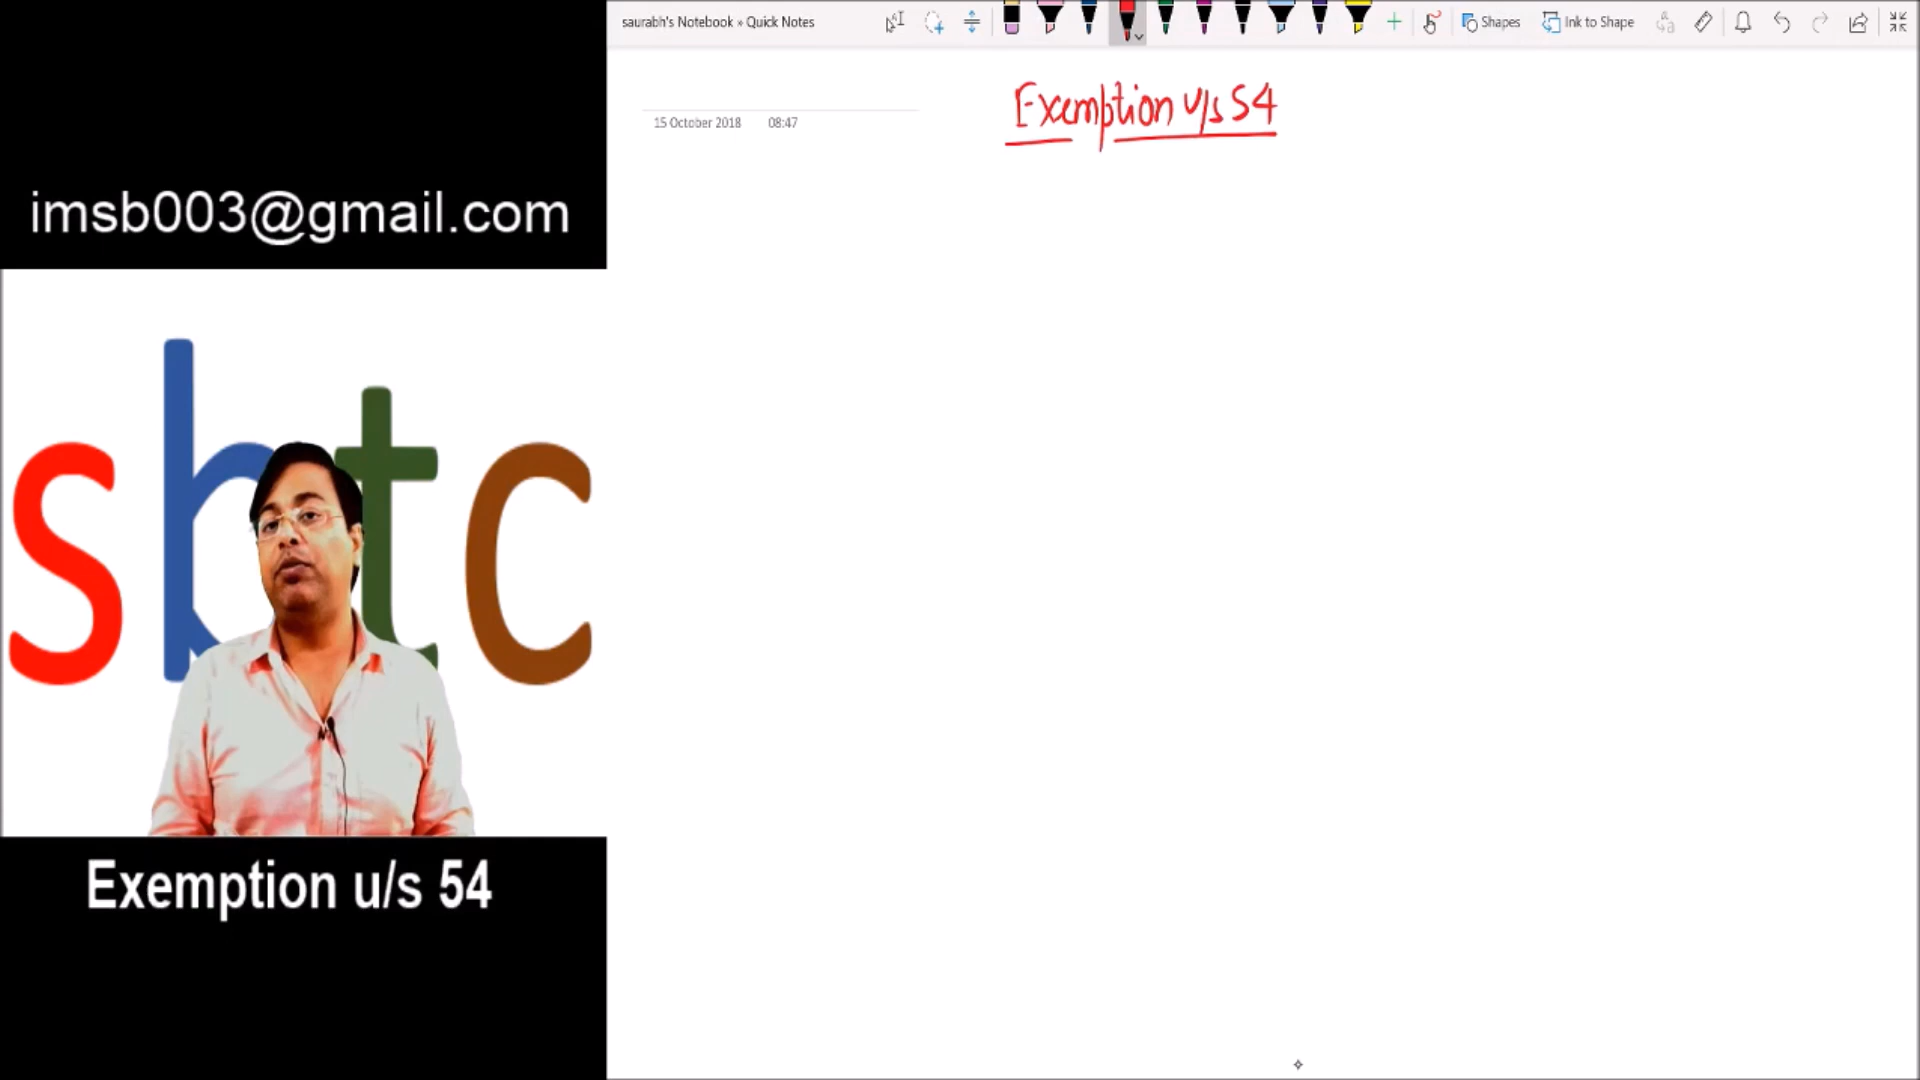 imsb003@gmail.com
sbtc
Exemption u/s 54
saurabh's Notebook » Quick Notes
Shapes
Ink to Shape
Exemption u/s 54
15 October 2018 08:47